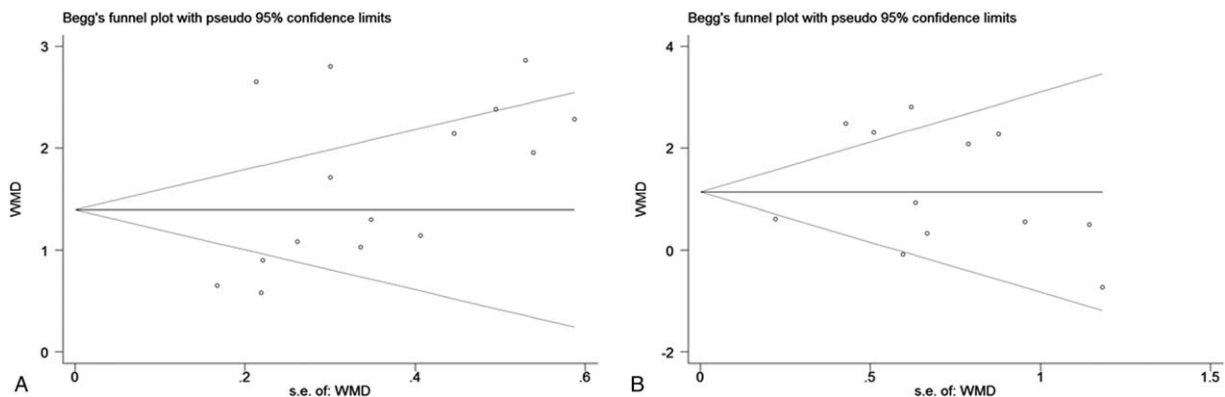 Begg's funnel plot with pseudo 95% confidence limits
3
2
1
0
WMD
0
.2
.4
.6
s.e. of: WMD
A
Begg's funnel plot with pseudo 95% confidence limits
4
2
0
-2
WMD
0
.5
1
1.5
s.e. of: WMD
B